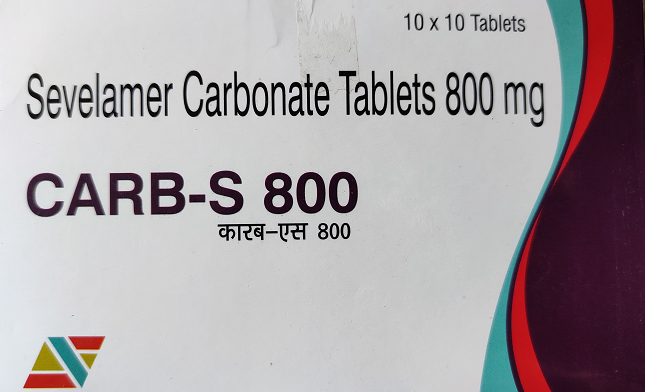 10 x 10 Tablets
Sevelamer Carbonate Tablets 800 mg
CARB-S 800
कारब-एस 800